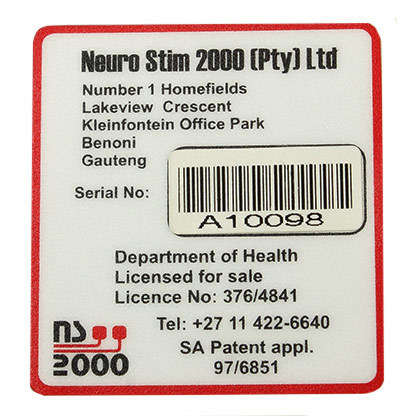 Neuro Stim 2000 (Pty) Ltd
Number 1 Homefields
Lakeview Crescent
Kleinfontein Office Park
Benoni
Gauteng
Serial No:
A10098
Department of Health
Licensed for sale
Licence No: 376/4841
Tel: +27 11 422-6640
SA Patent appl.
97/6851
ns
2000